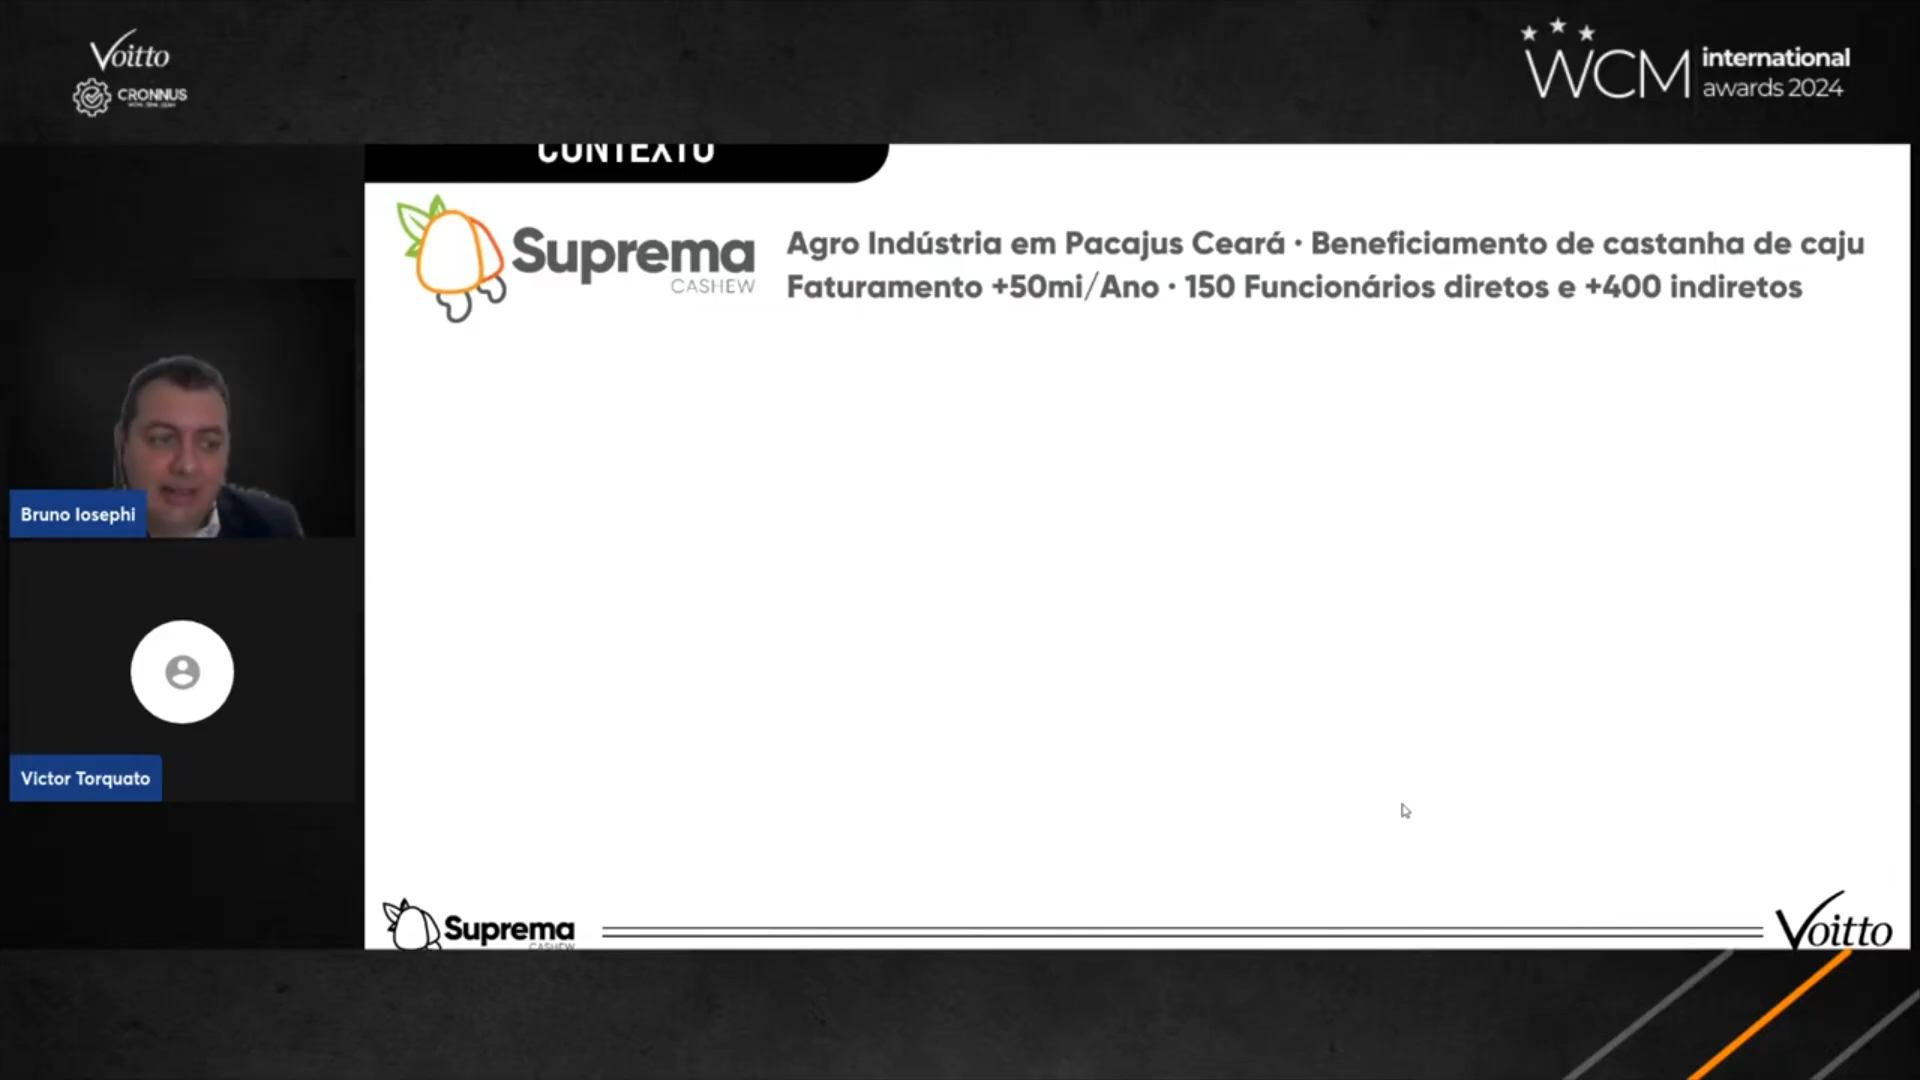 Voitto
CRONNUS
WCM international
awards 2024
CONTEXTO
Suprema
CASHEW
Agro Indústria em Pacajus Ceará · Beneficiamento de castanha de caju
Faturamento +50mi/Ano · 150 Funcionários diretos e +400 indiretos
Bruno Iosephi
Victor Torquato
Suprema
CASHEW
Voitto